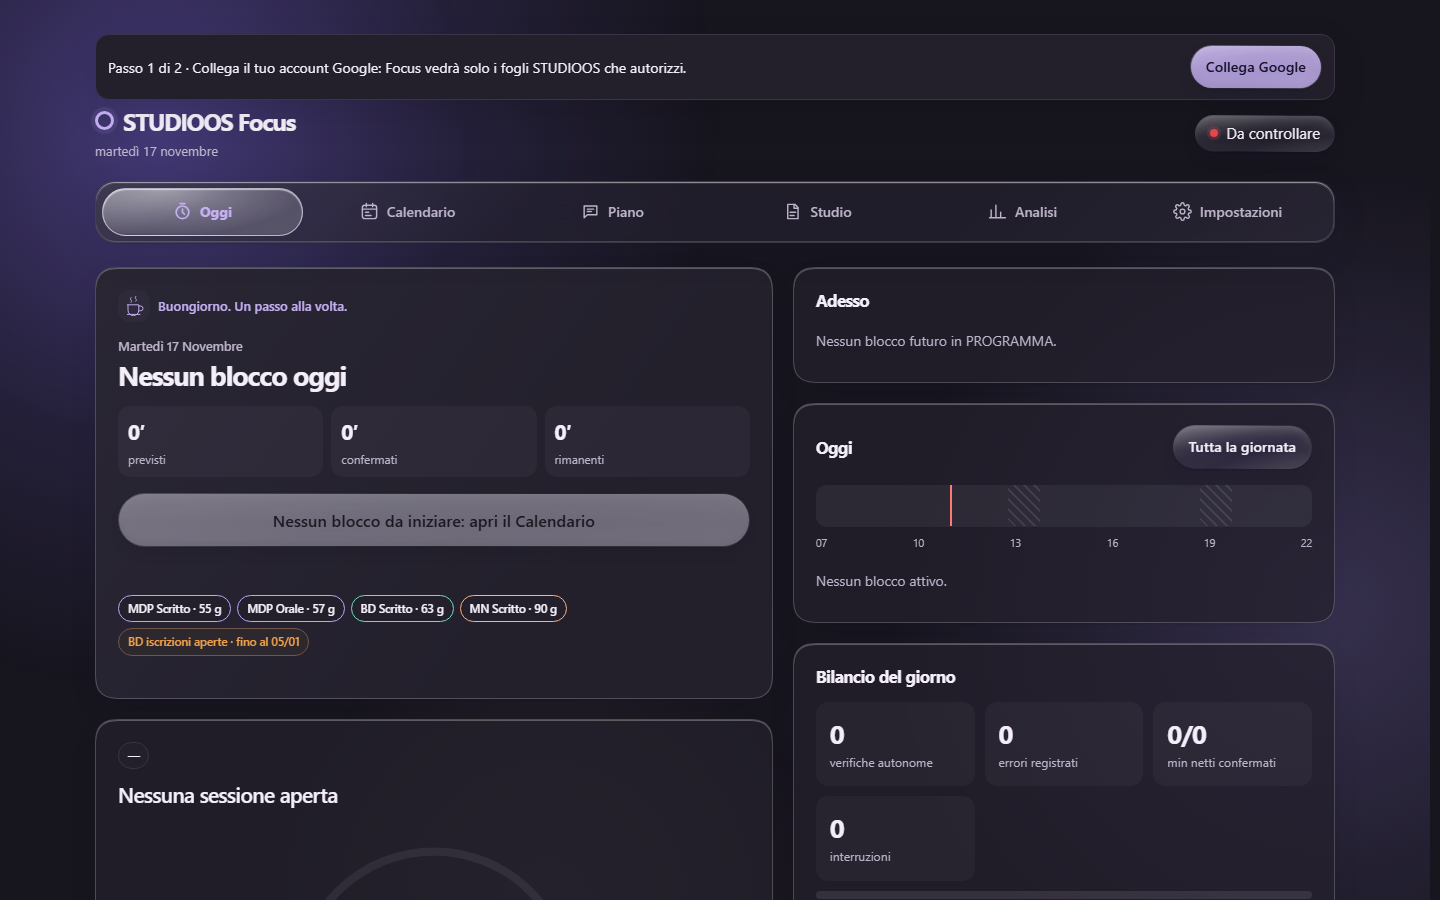 Passo 1 di 2 · Collega il tuo account Google: Focus vedrà solo i fogli STUDIOOS che autorizzi.
Collega Google
STUDIOOS Focus
martedì 17 novembre
Da controllare
Oggi
Calendario
Piano
Studio
Analisi
Impostazioni
Buongiorno. Un passo alla volta.
Martedì 17 Novembre
Nessun blocco oggi
0′
previsti
0′
confermati
0′
rimanenti
Nessun blocco da iniziare: apri il Calendario
MDP Scritto · 55 g
MDP Orale · 57 g
BD Scritto · 63 g
MN Scritto · 90 g
BD iscrizioni aperte · fino al 05/01
—
Nessuna sessione aperta
Adesso
Nessun blocco futuro in PROGRAMMA.
Oggi
Tutta la giornata
07 10 13 16 19 22
Nessun blocco attivo.
Bilancio del giorno
0
verifiche autonome
0
errori registrati
0/0
min netti confermati
0
interruzioni